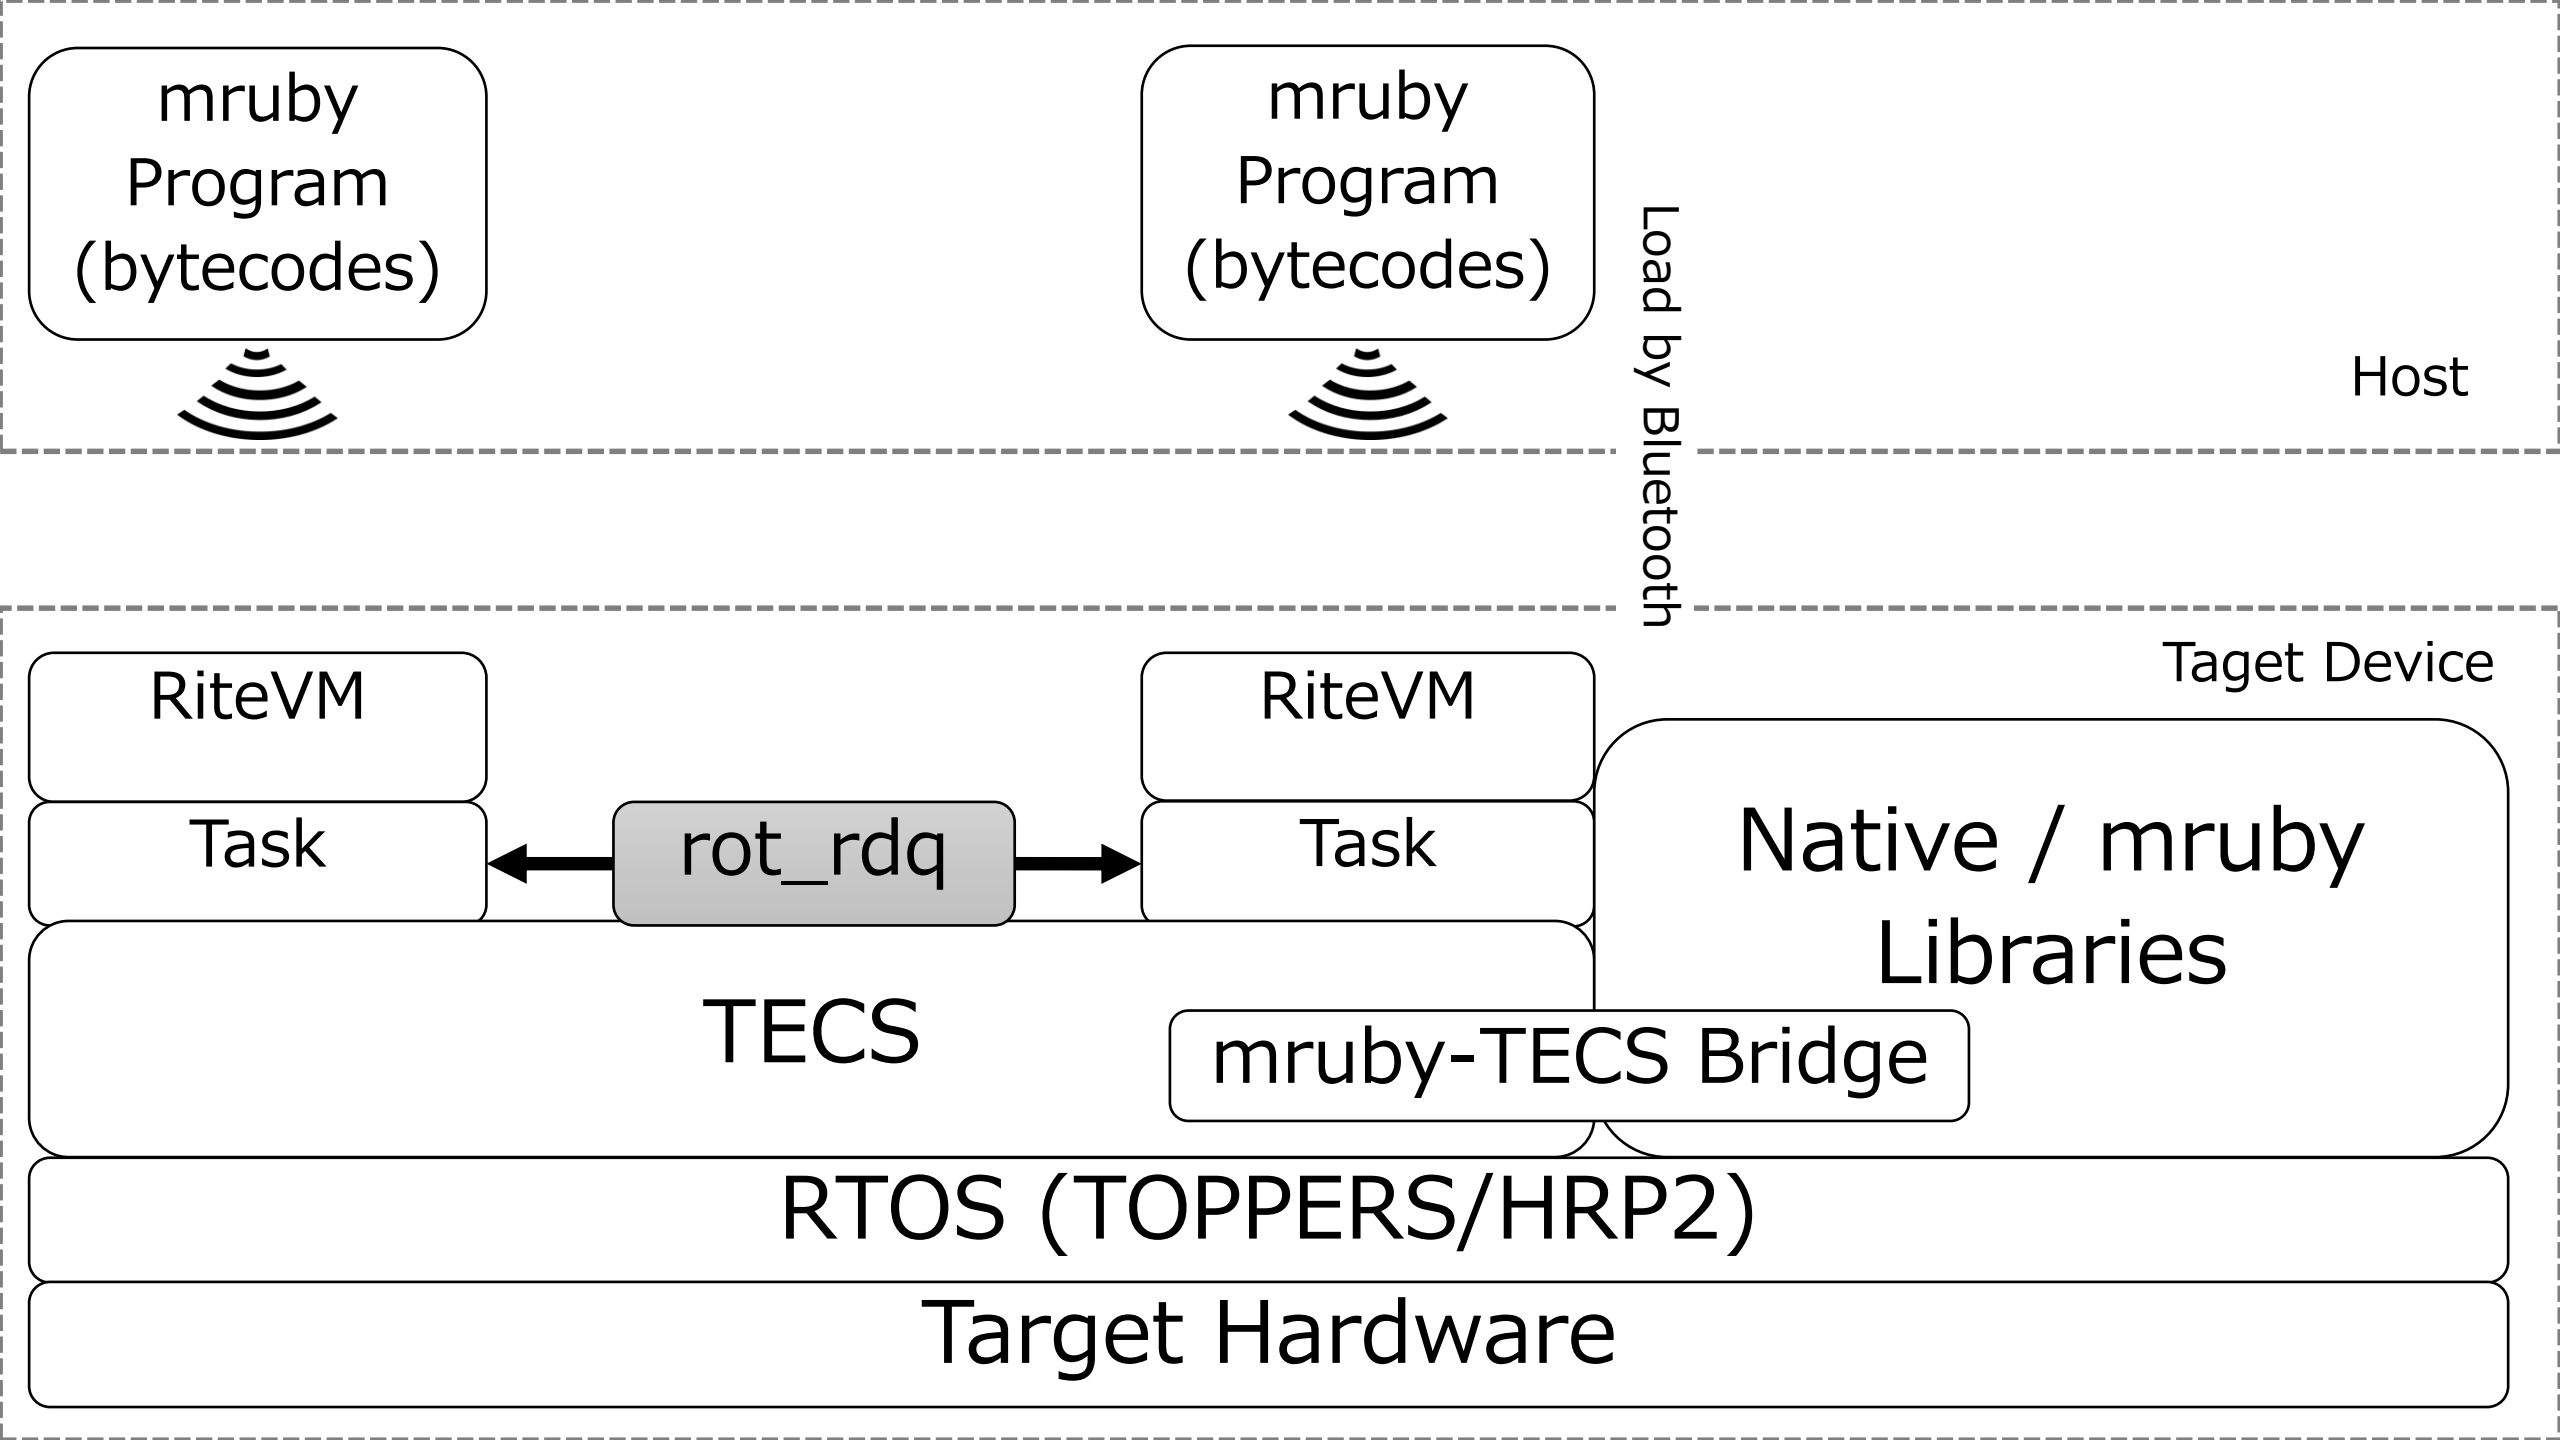 mruby
Program
(bytecodes)
mruby
Program
(bytecodes)
Load by Bluetooth
Host
Taget Device
RiteVM
RiteVM
Task
rot_rdq
Task
Native / mruby
Libraries
TECS
mruby-TECS Bridge
RTOS (TOPPERS/HRP2)
Target Hardware